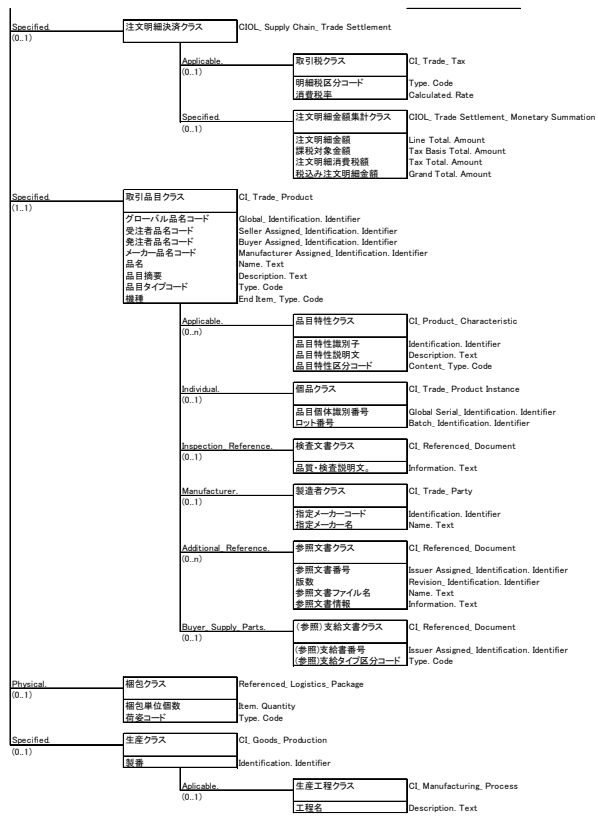 Specified. 注文明細決済クラス CIOL_ Supply Chain_ Trade Settlement
(0..1)
Applicable. 取引税クラス CI_ Trade_ Tax
(0..1)
明細税区分コード Type. Code
消費税率 Calculated. Rate
Specified. 注文明細金額集計クラス CIOL_ Trade Settlement_ Monetary Summation
(0..1)
注文明細金額 Line Total. Amount
課税対象金額 Tax Basis Total. Amount
注文明細消費税額 Tax Total. Amount
税込み注文明細金額 Grand Total. Amount
Specified. 取引品目クラス CI_ Trade_ Product
(1..1)
グローバル品名コード Global_ Identification. Identifier
受注者品名コード Seller Assigned_ Identification. Identifier
発注者品名コード Buyer Assigned_ Identification. Identifier
メーカー品名コード Manufacturer Assigned_ Identification. Identifier
品名 Name. Text
品目摘要 Description. Text
品目タイプコード Type. Code
機種 End Item_ Type. Code
Applicable. 品目特性クラス CI_ Product_ Characteristic
(0..n)
品目特性識別子 Identification. Identifier
品目特性説明文 Description. Text
品目特性区分コード Content_ Type. Code
Individual. 個品クラス CI_ Trade_ Product Instance
(0..1)
品目個体識別番号 Global Serial_ Identification. Identifier
ロット番号 Batch_ Identification. Identifier
Inspection_ Reference. 検査文書クラス CI_ Referenced_ Document
(0..1)
品質・検査説明文。 Information. Text
Manufacturer. 製造者クラス CI_ Trade_ Party
(0..1)
指定メーカーコード Identification. Identifier
指定メーカー名 Name. Text
Additional_ Reference. 参照文書クラス CI_ Referenced_ Document
(0..n)
参照文書番号 Issuer Assigned_ Identification. Identifier
版数 Revision_ Identification. Identifier
参照文書ファイル名 Name. Text
参照文書情報 Information. Text
Buyer_ Supply_ Parts. (参照)支給文書クラス CI_ Referenced_ Document
(0..1)
(参照)支給書番号 Issuer Assigned_ Identification. Identifier
(参照)支給タイプ区分コード Type. Code
Physical. 梱包クラス Referenced_ Logistics_ Package
(0..1)
梱包単位個数 Item. Quantity
荷姿コード Type. Code
Specified. 生産クラス CI_ Goods_ Production
(0..1)
製番 Identification. Identifier
Aplicable. 生産工程クラス CI_ Manufacturing_ Process
(0..1)
工程名 Description. Text